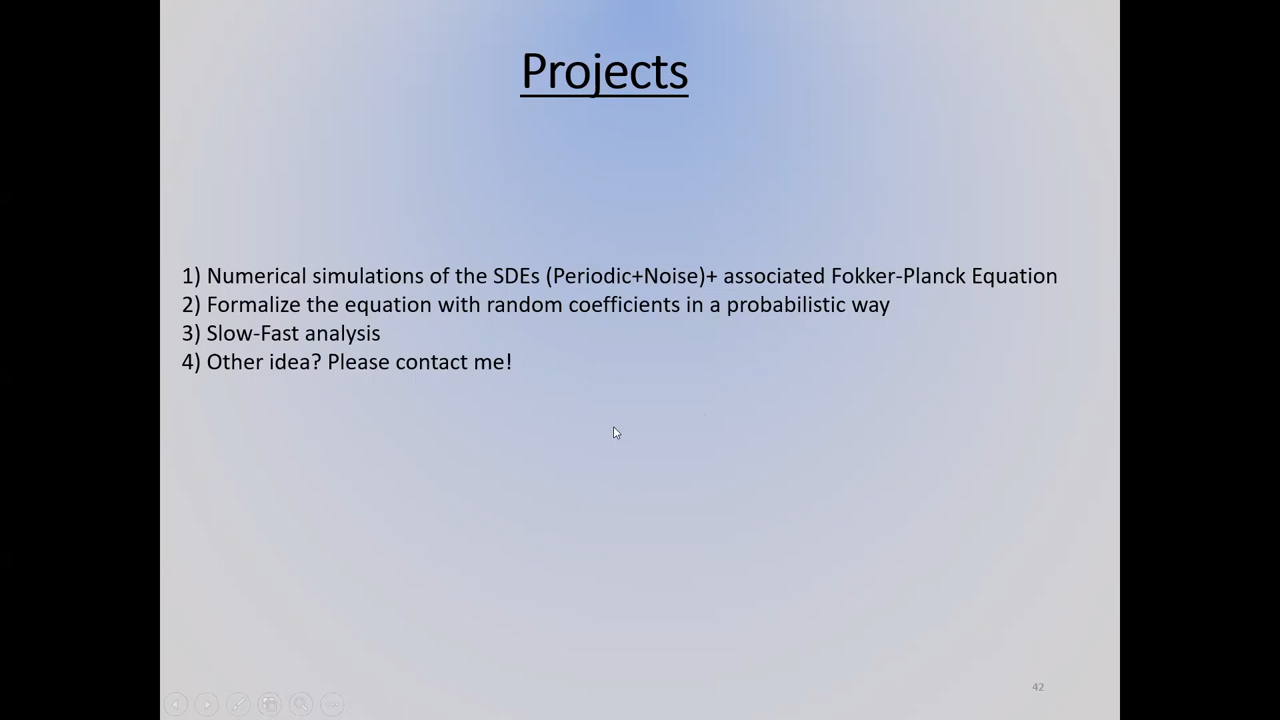 Projects
1) Numerical simulations of the SDEs (Periodic+Noise)+ associated Fokker-Planck Equation
2) Formalize the equation with random coefficients in a probabilistic way
3) Slow-Fast analysis
4) Other idea? Please contact me!
42